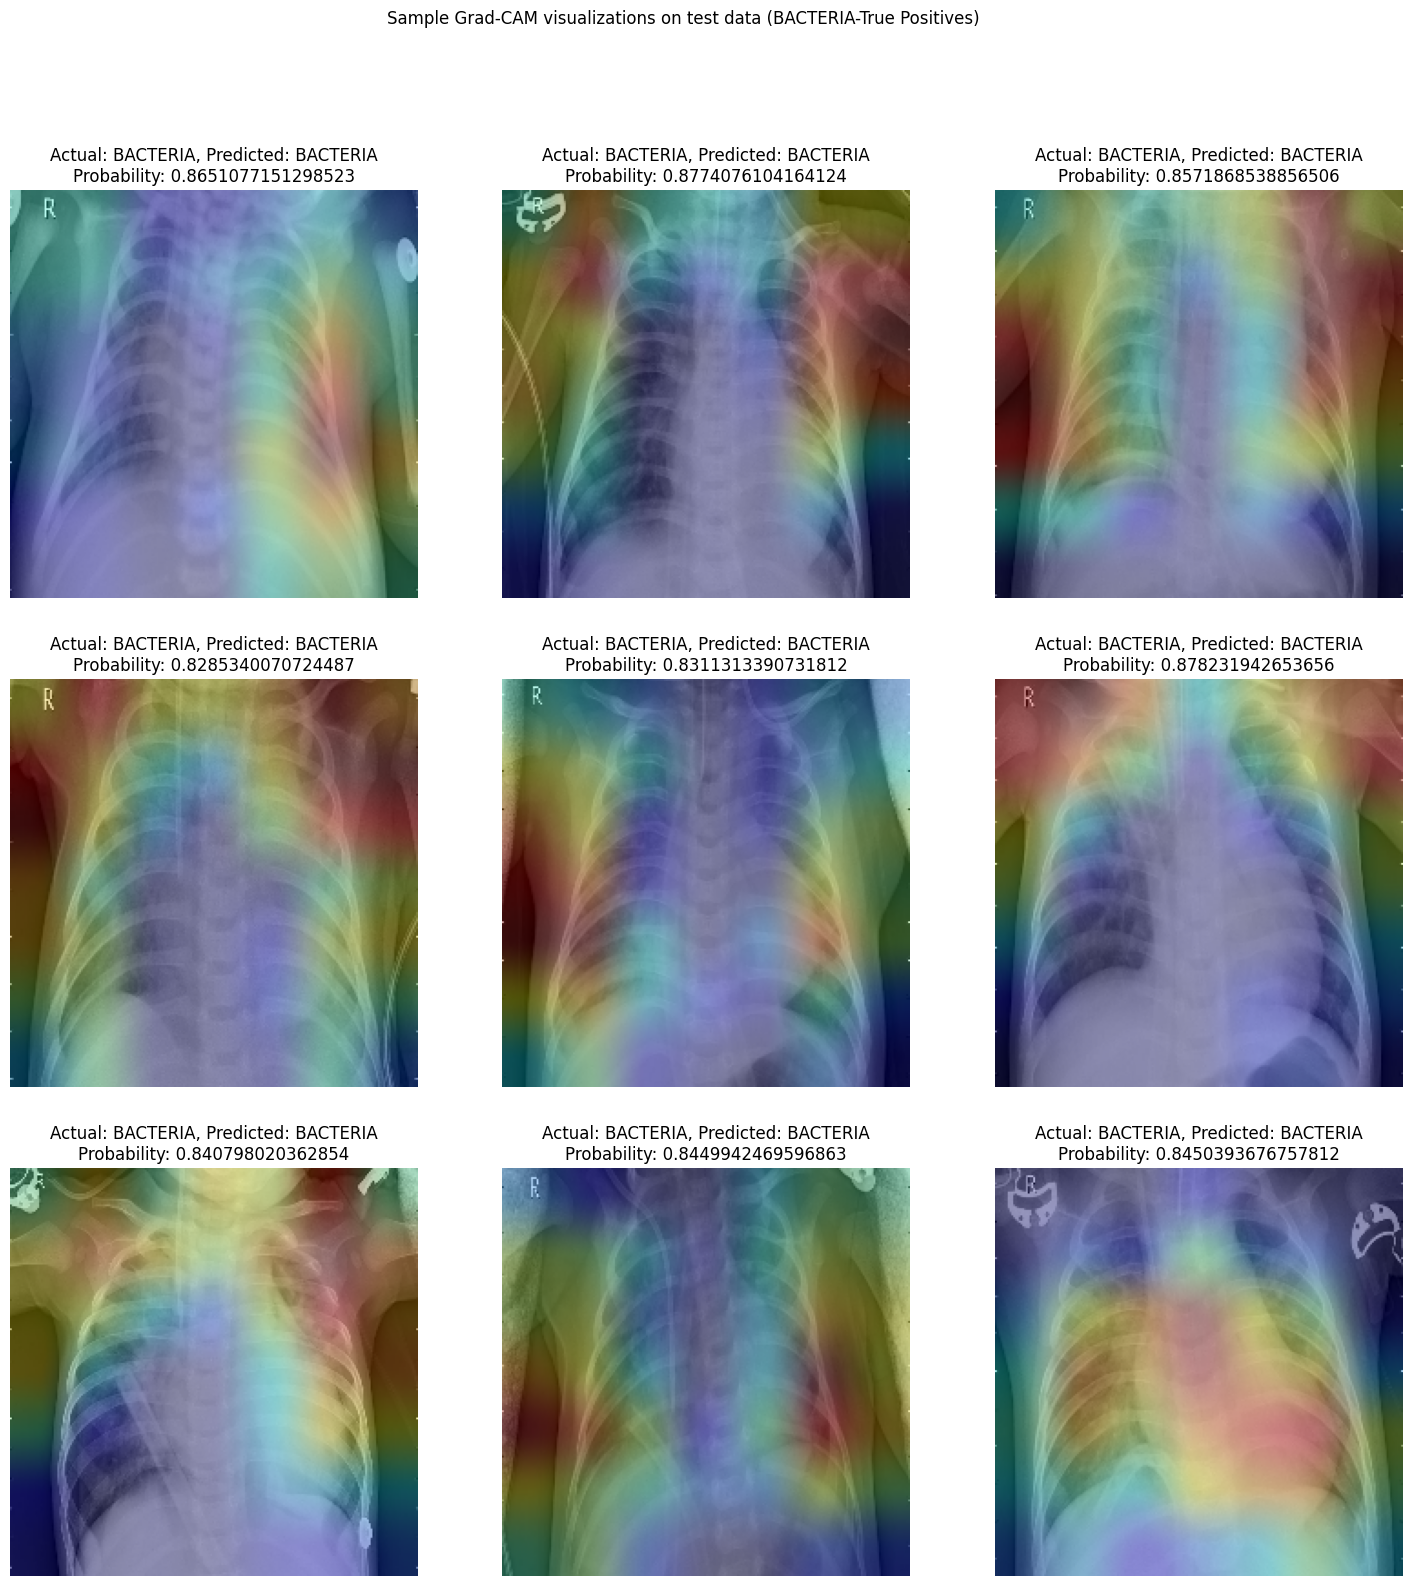 Sample Grad-CAM visualizations on test data (BACTERIA-True Positives)
Actual: BACTERIA, Predicted: BACTERIA
Probability: 0.8651077151298523
R
Actual: BACTERIA, Predicted: BACTERIA
Probability: 0.8774076104164124
R
Actual: BACTERIA, Predicted: BACTERIA
Probability: 0.8571868538856506
R
Actual: BACTERIA, Predicted: BACTERIA
Probability: 0.8285340070724487
R
Actual: BACTERIA, Predicted: BACTERIA
Probability: 0.8311313390731812
R
Actual: BACTERIA, Predicted: BACTERIA
Probability: 0.878231942653656
R
Actual: BACTERIA, Predicted: BACTERIA
Probability: 0.840798020362854
R
Actual: BACTERIA, Predicted: BACTERIA
Probability: 0.8449942469596863
R
Actual: BACTERIA, Predicted: BACTERIA
Probability: 0.8450393676757812
R